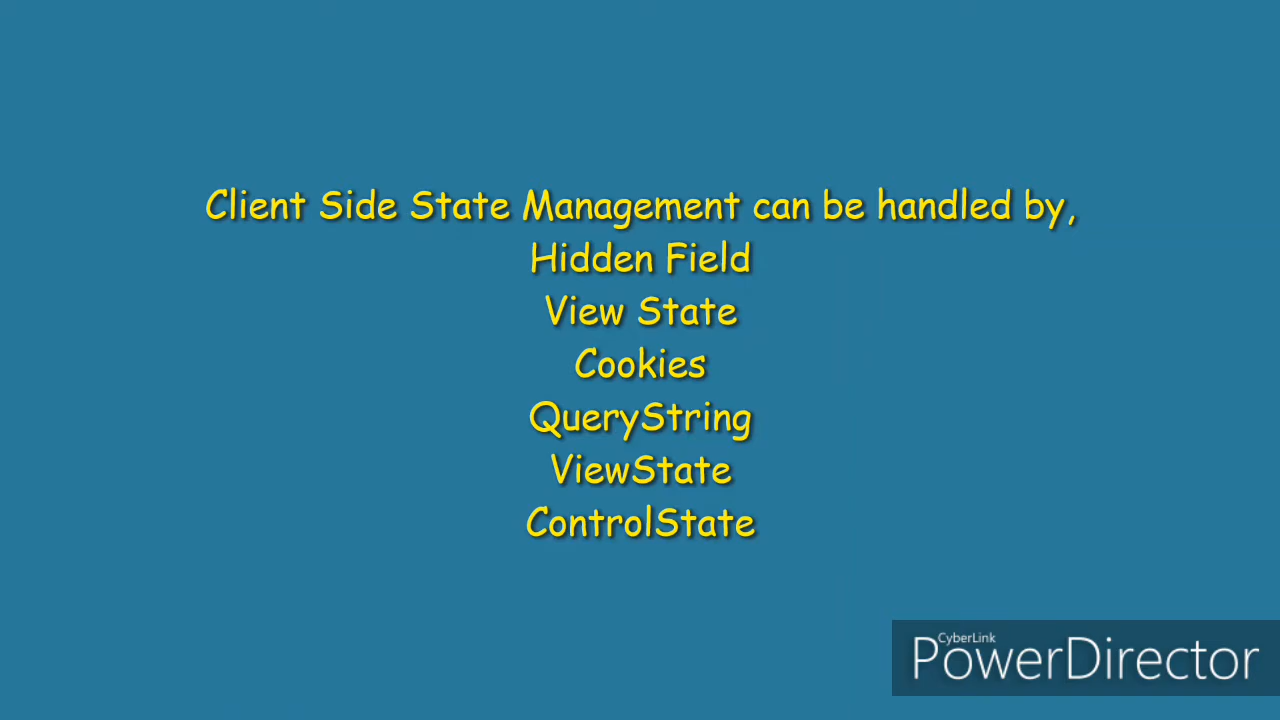 Client Side State Management can be handled by,
Hidden Field
View State
Cookies
QueryString
ViewState
ControlState
CyberLink
PowerDirector